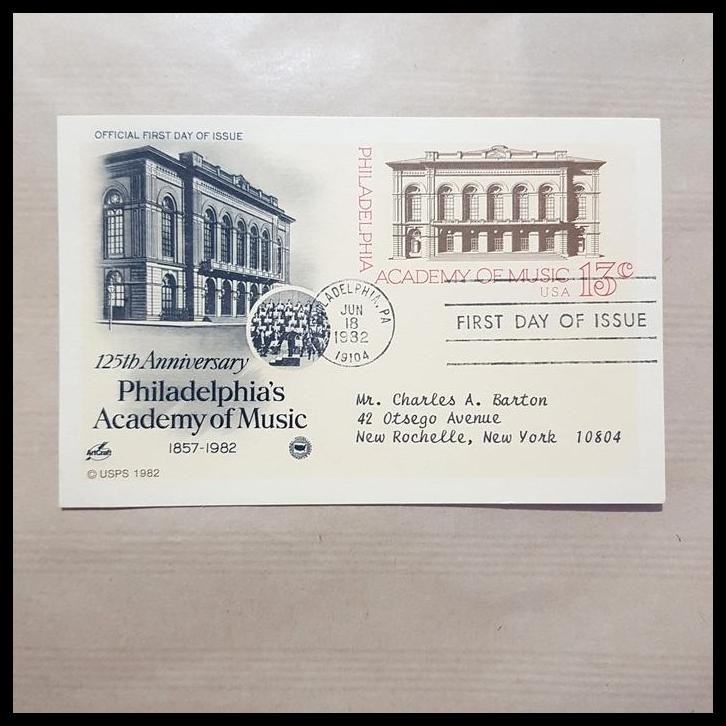 OFFICIAL FIRST DAY OF ISSUE
PHILADELPHIA
ACADEMY OF MUSIC
USA 13c
PHILADELPHIA, PA
JUN
18
1982
19104
FIRST DAY OF ISSUE
125th Anniversary
Philadelphia's
Academy of Music
1857-1982
ArtCraft
© USPS 1982
Mr. Charles A. Barton
42 Otsego Avenue
New Rochelle, New York 10804